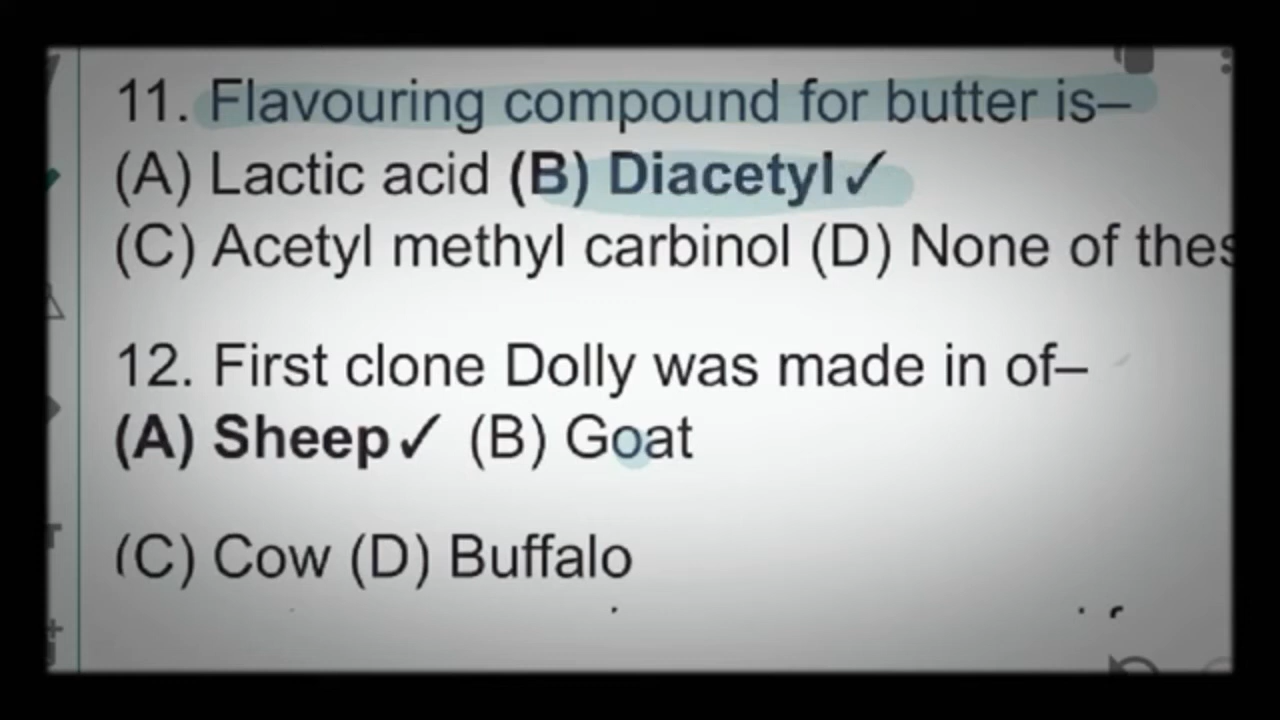 11. Flavouring compound for butter is–
(A) Lactic acid (B) Diacetyl✓
(C) Acetyl methyl carbinol (D) None of thes
12. First clone Dolly was made in of–
(A) Sheep✓ (B) Goat
(C) Cow (D) Buffalo